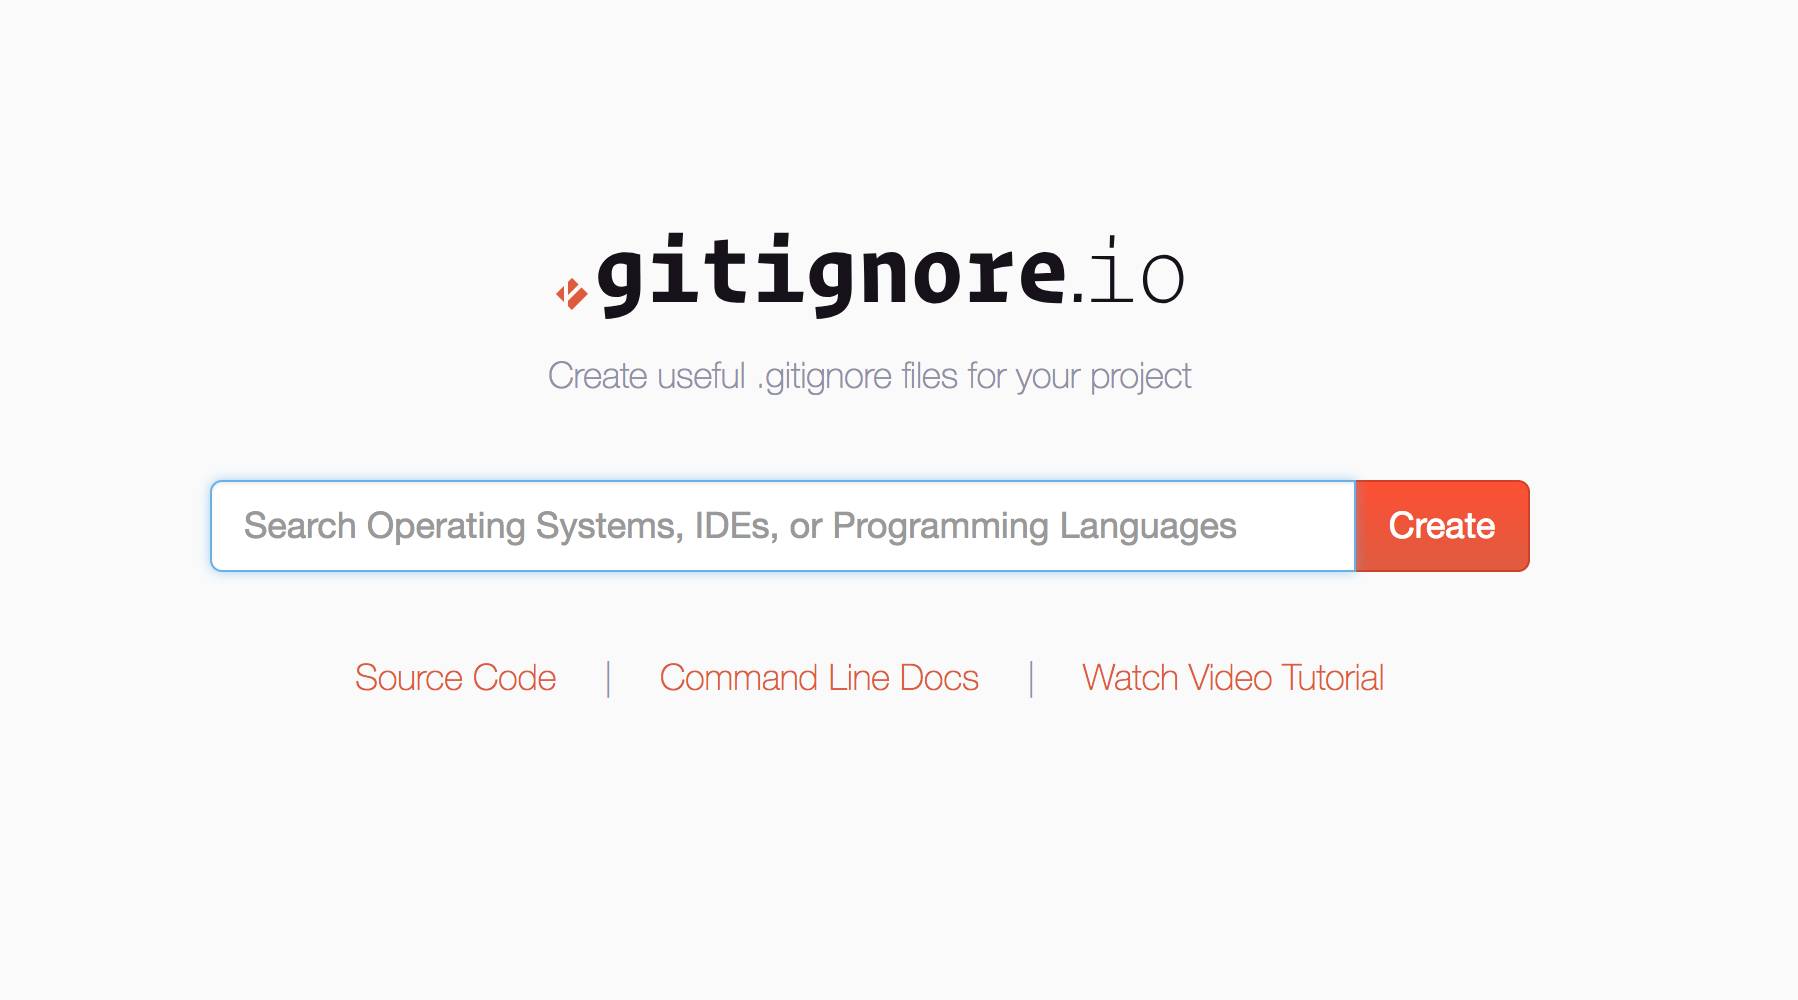 .gitignore.io
Create useful .gitignore files for your project
Search Operating Systems, IDEs, or Programming Languages
Create
Source Code | Command Line Docs | Watch Video Tutorial